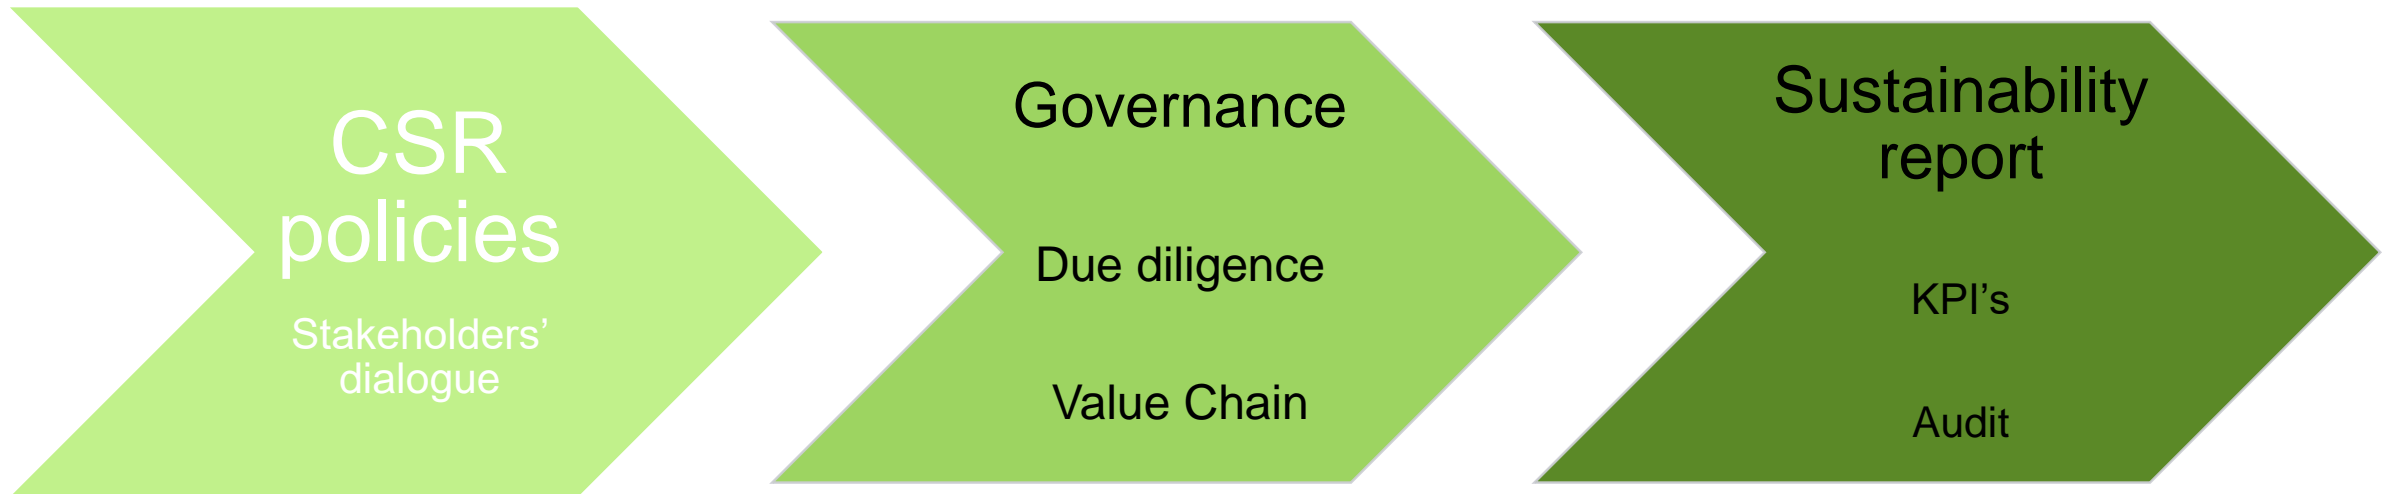 CSR
policies
Stakeholders’
dialogue
Governance
Due diligence
Value Chain
Sustainability
report
KPI’s
Audit